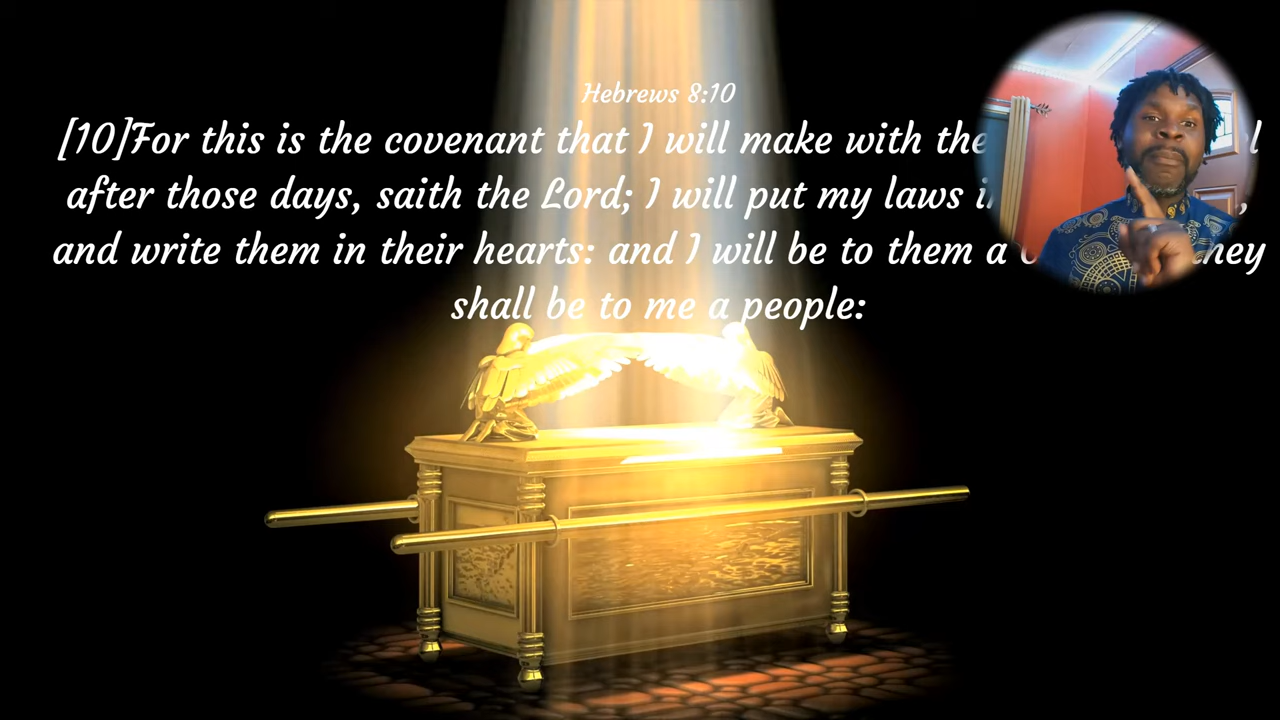 Hebrews 8:10
[10]For this is the covenant that I will make with the l
after those days, saith the Lord; I will put my laws i ,
and write them in their hearts: and I will be to them a they
shall be to me a people: